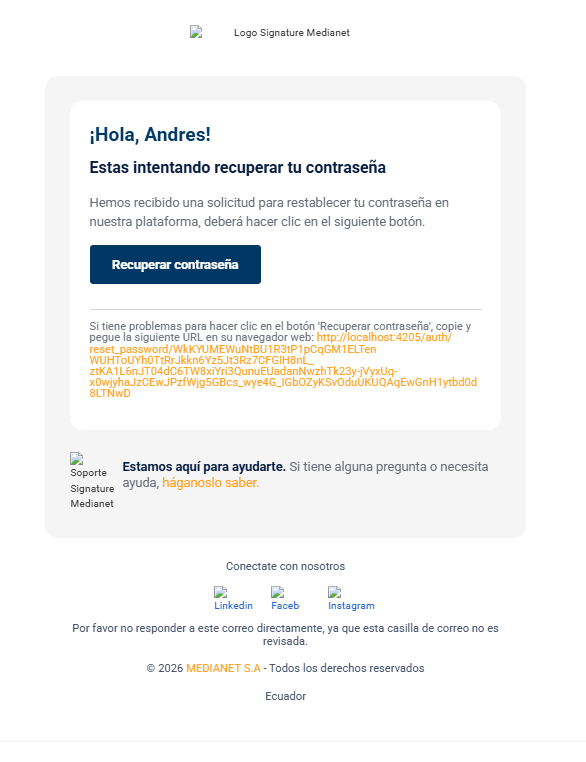 Logo Signature Medianet
¡Hola, Andres!
Estas intentando recuperar tu contraseña
Hemos recibido una solicitud para restablecer tu contraseña en
nuestra plataforma, deberá hacer clic en el siguiente botón.
Recuperar contraseña
Si tiene problemas para hacer clic en el botón 'Recuperar contraseña', copie y
pegue la siguiente URL en su navegador web: http://localhost:4205/auth/
reset_password/WkKYUMEWuNtBU1R3tP1pCqGM1ELTen
WUHToUYh0TtRrJkkn6Yz5Jt3Rz7CFGIH8nL_
ztKA1L6nJT04dC6TW8xiYri3QunuEUadanNwzhTk23y-jVyxUq-
x0wjyhaJzCEwJPzfWjg5GBcs_wye4G_lGbOZyKSvOduUKUQAqEwGnH1ytbd0d
8LTNwD
Soporte
Signature
Medianet
Estamos aquí para ayudarte. Si tiene alguna pregunta o necesita
ayuda, háganoslo saber.
Conectate con nosotros
Linkedin Faceb Instagram
Por favor no responder a este correo directamente, ya que esta casilla de correo no es
revisada.
© 2026 MEDIANET S.A - Todos los derechos reservados
Ecuador